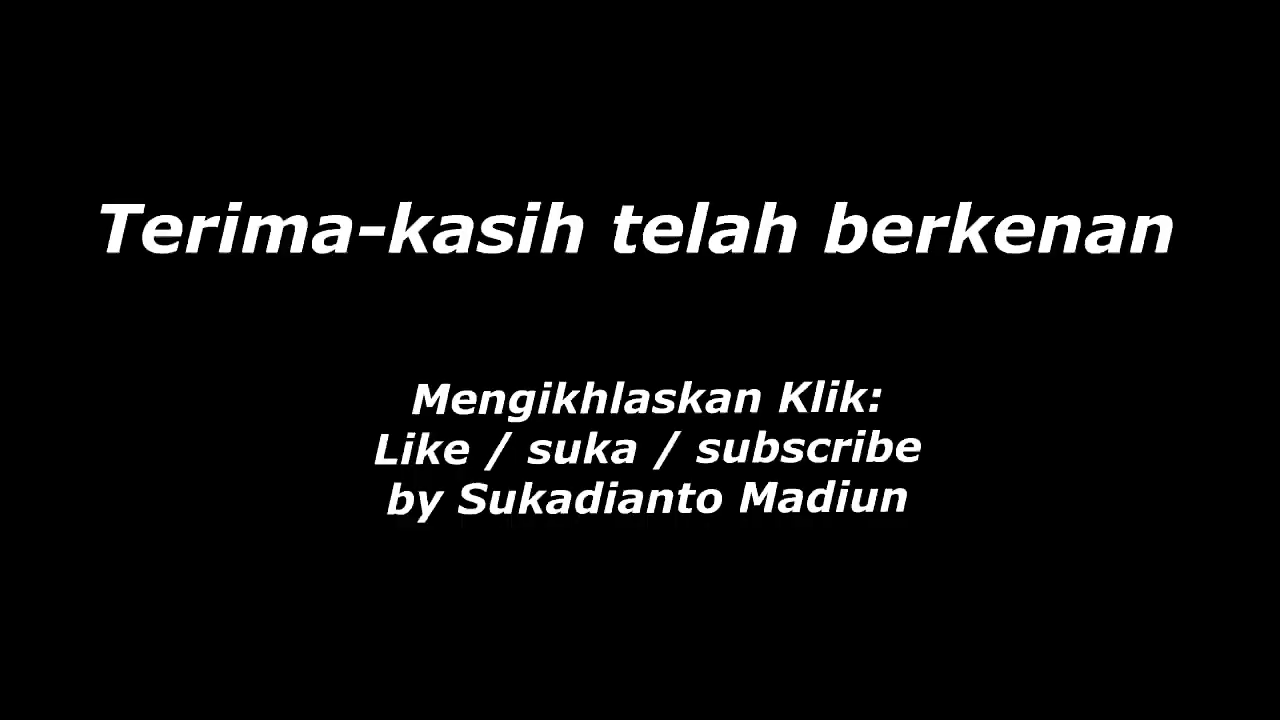 Terima-kasih telah berkenan
Mengikhlaskan Klik:
Like / suka / subscribe
by Sukadianto Madiun